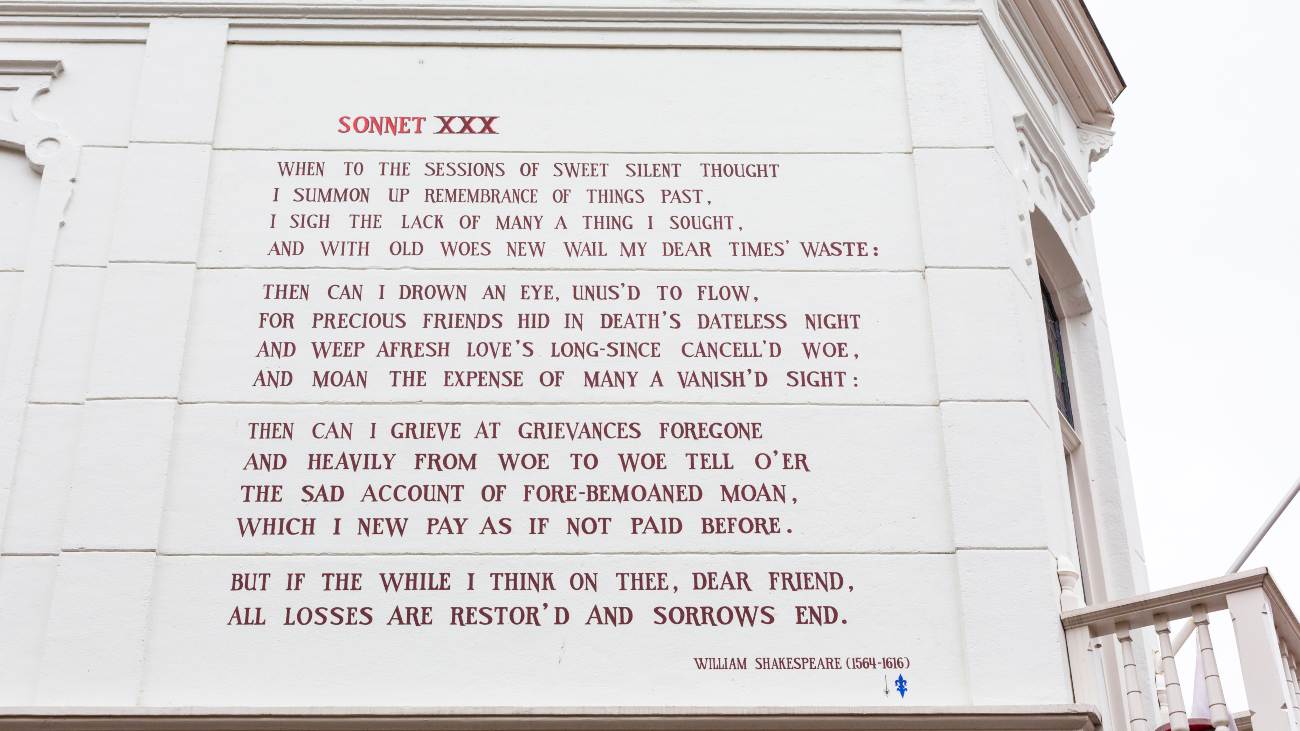 SONNET XXX
WHEN TO THE SESSIONS OF SWEET SILENT THOUGHT
I SUMMON UP REMEMBRANCE OF THINGS PAST,
I SIGH THE LACK OF MANY A THING I SOUGHT,
AND WITH OLD WOES NEW WAIL MY DEAR TIMES' WASTE:
THEN CAN I DROWN AN EYE, UNUS'D TO FLOW,
FOR PRECIOUS FRIENDS HID IN DEATH'S DATELESS NIGHT
AND WEEP AFRESH LOVE'S LONG-SINCE CANCELL'D WOE,
AND MOAN THE EXPENSE OF MANY A VANISH'D SIGHT:
THEN CAN I GRIEVE AT GRIEVANCES FOREGONE
AND HEAVILY FROM WOE TO WOE TELL O'ER
THE SAD ACCOUNT OF FORE-BEMOANED MOAN,
WHICH I NEW PAY AS IF NOT PAID BEFORE.
BUT IF THE WHILE I THINK ON THEE, DEAR FRIEND,
ALL LOSSES ARE RESTOR'D AND SORROWS END.
WILLIAM SHAKESPEARE (1564-1616)